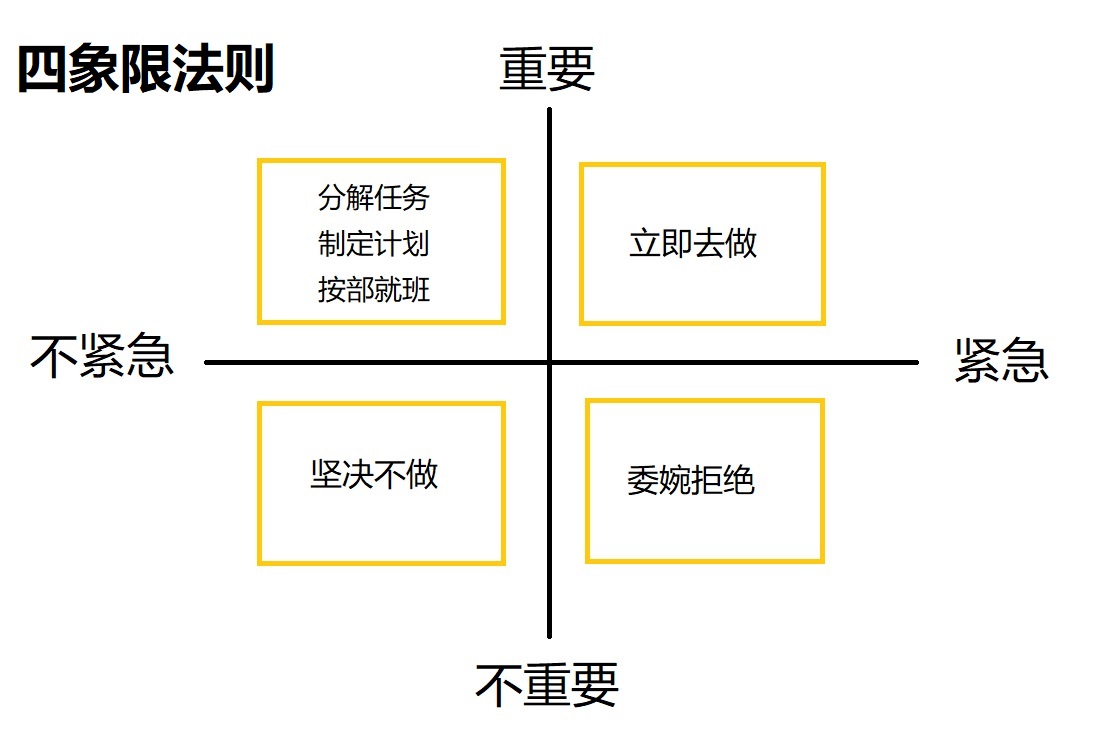 四象限法则
重要
分解任务
制定计划
按部就班
立即去做
不紧急
紧急
坚决不做
委婉拒绝
不重要